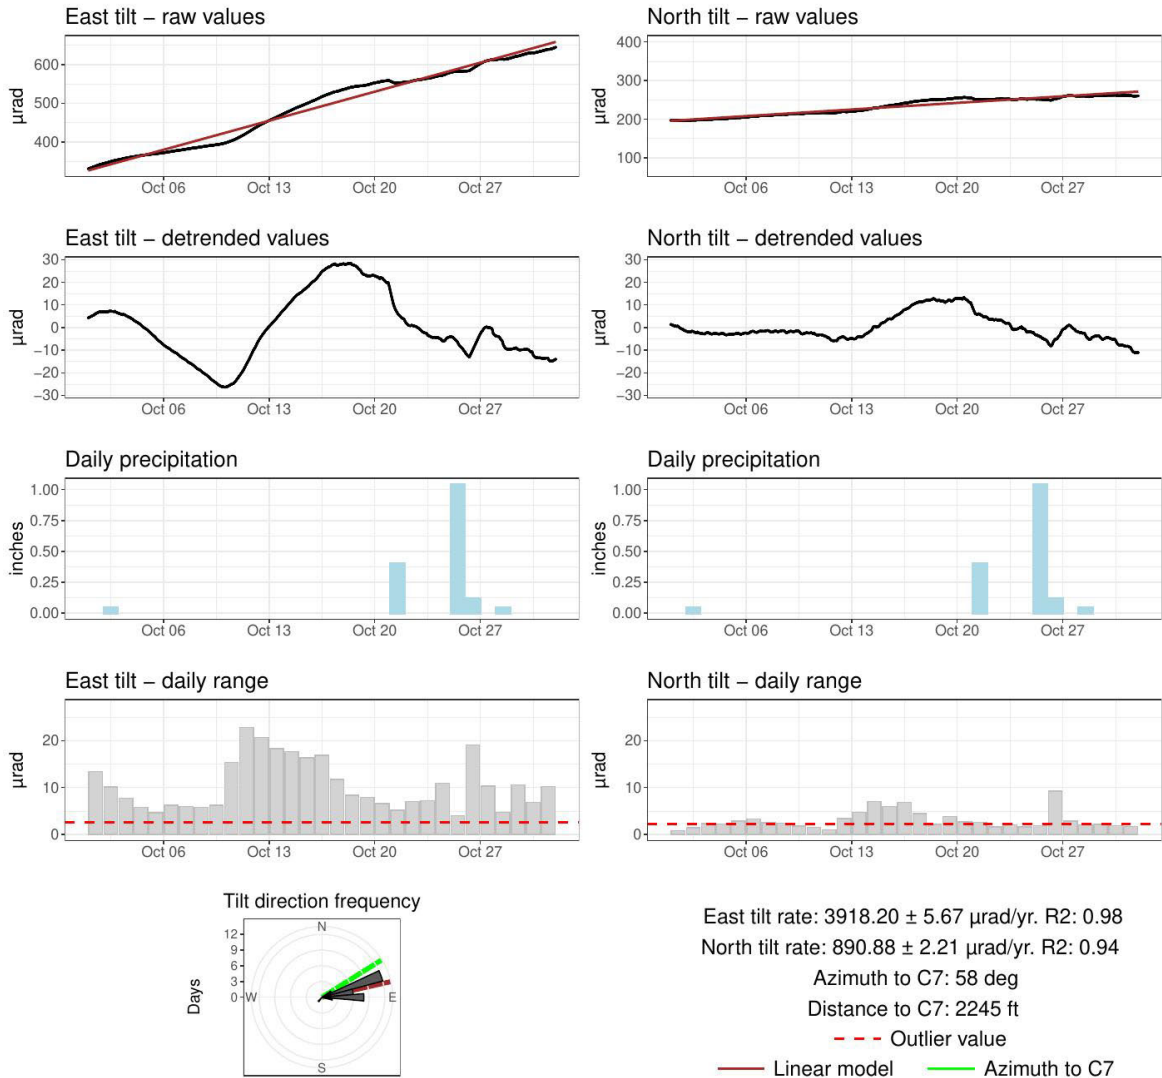 East tilt – raw values
µrad
600
500
400
Oct 06 Oct 13 Oct 20 Oct 27
North tilt – raw values
µrad
400
300
200
100
Oct 06 Oct 13 Oct 20 Oct 27
East tilt – detrended values
µrad
30
20
10
0
−10
−20
−30
Oct 06 Oct 13 Oct 20 Oct 27
North tilt – detrended values
µrad
30
20
10
0
−10
−20
−30
Oct 06 Oct 13 Oct 20 Oct 27
Daily precipitation
inches
1.00
0.75
0.50
0.25
0.00
Oct 06 Oct 13 Oct 20 Oct 27
Daily precipitation
inches
1.00
0.75
0.50
0.25
0.00
Oct 06 Oct 13 Oct 20 Oct 27
East tilt – daily range
µrad
20
10
0
Oct 06 Oct 13 Oct 20 Oct 27
North tilt – daily range
µrad
20
10
0
Oct 06 Oct 13 Oct 20 Oct 27
Tilt direction frequency
Days
12
9
6
3
0
N
W
E
S
East tilt rate: 3918.20 ± 5.67 µrad/yr. R2: 0.98
North tilt rate: 890.88 ± 2.21 µrad/yr. R2: 0.94
Azimuth to C7: 58 deg
Distance to C7: 2245 ft
Outlier value
Linear model Azimuth to C7